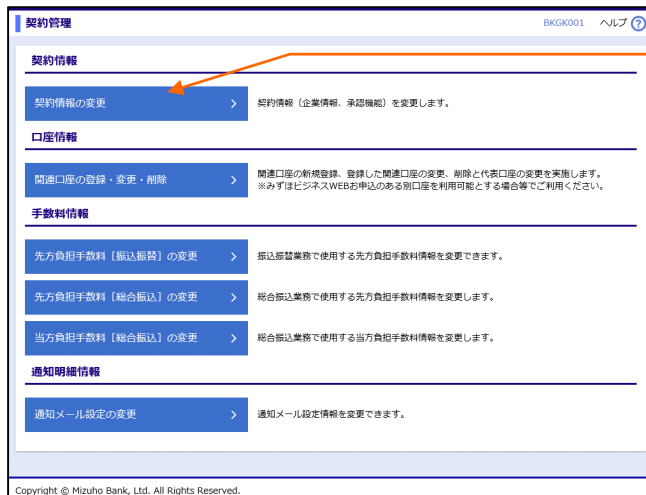 契約管理
BKGK001 ヘルプ ?
契約情報
契約情報の変更 >
契約情報（企業情報、承認機能）を変更します。
口座情報
関連口座の登録・変更・削除 >
関連口座の新規登録、登録した関連口座の変更、削除と代表口座の変更を実施します。
※みずほビジネスWEBお申込のある別口座を利用可能とする場合等でご利用ください。
手数料情報
先方負担手数料［振込振替］の変更 >
振込振替業務で使用する先方負担手数料情報を変更できます。
先方負担手数料［総合振込］の変更 >
総合振込業務で使用する先方負担手数料情報を変更します。
当方負担手数料［総合振込］の変更 >
総合振込業務で使用する当方負担手数料情報を変更します。
通知明細情報
通知メール設定の変更 >
通知メール設定情報を変更できます。
Copyright © Mizuho Bank, Ltd. All Rights Reserved.